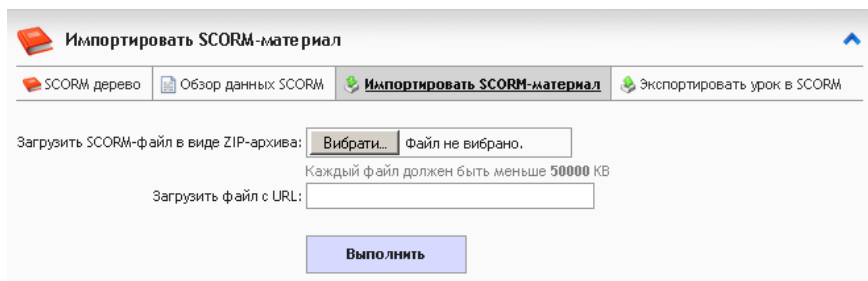 Импортировать SCORM-материал
SCORM дерево Обзор данных SCORM Импортировать SCORM-материал Экспортировать урок в SCORM
Загрузить SCORM-файл в виде ZIP-архива: Вибрати... Файл не вибрано.
Каждый файл должен быть меньше 50000 KB
Загрузить файл с URL:
Выполнить